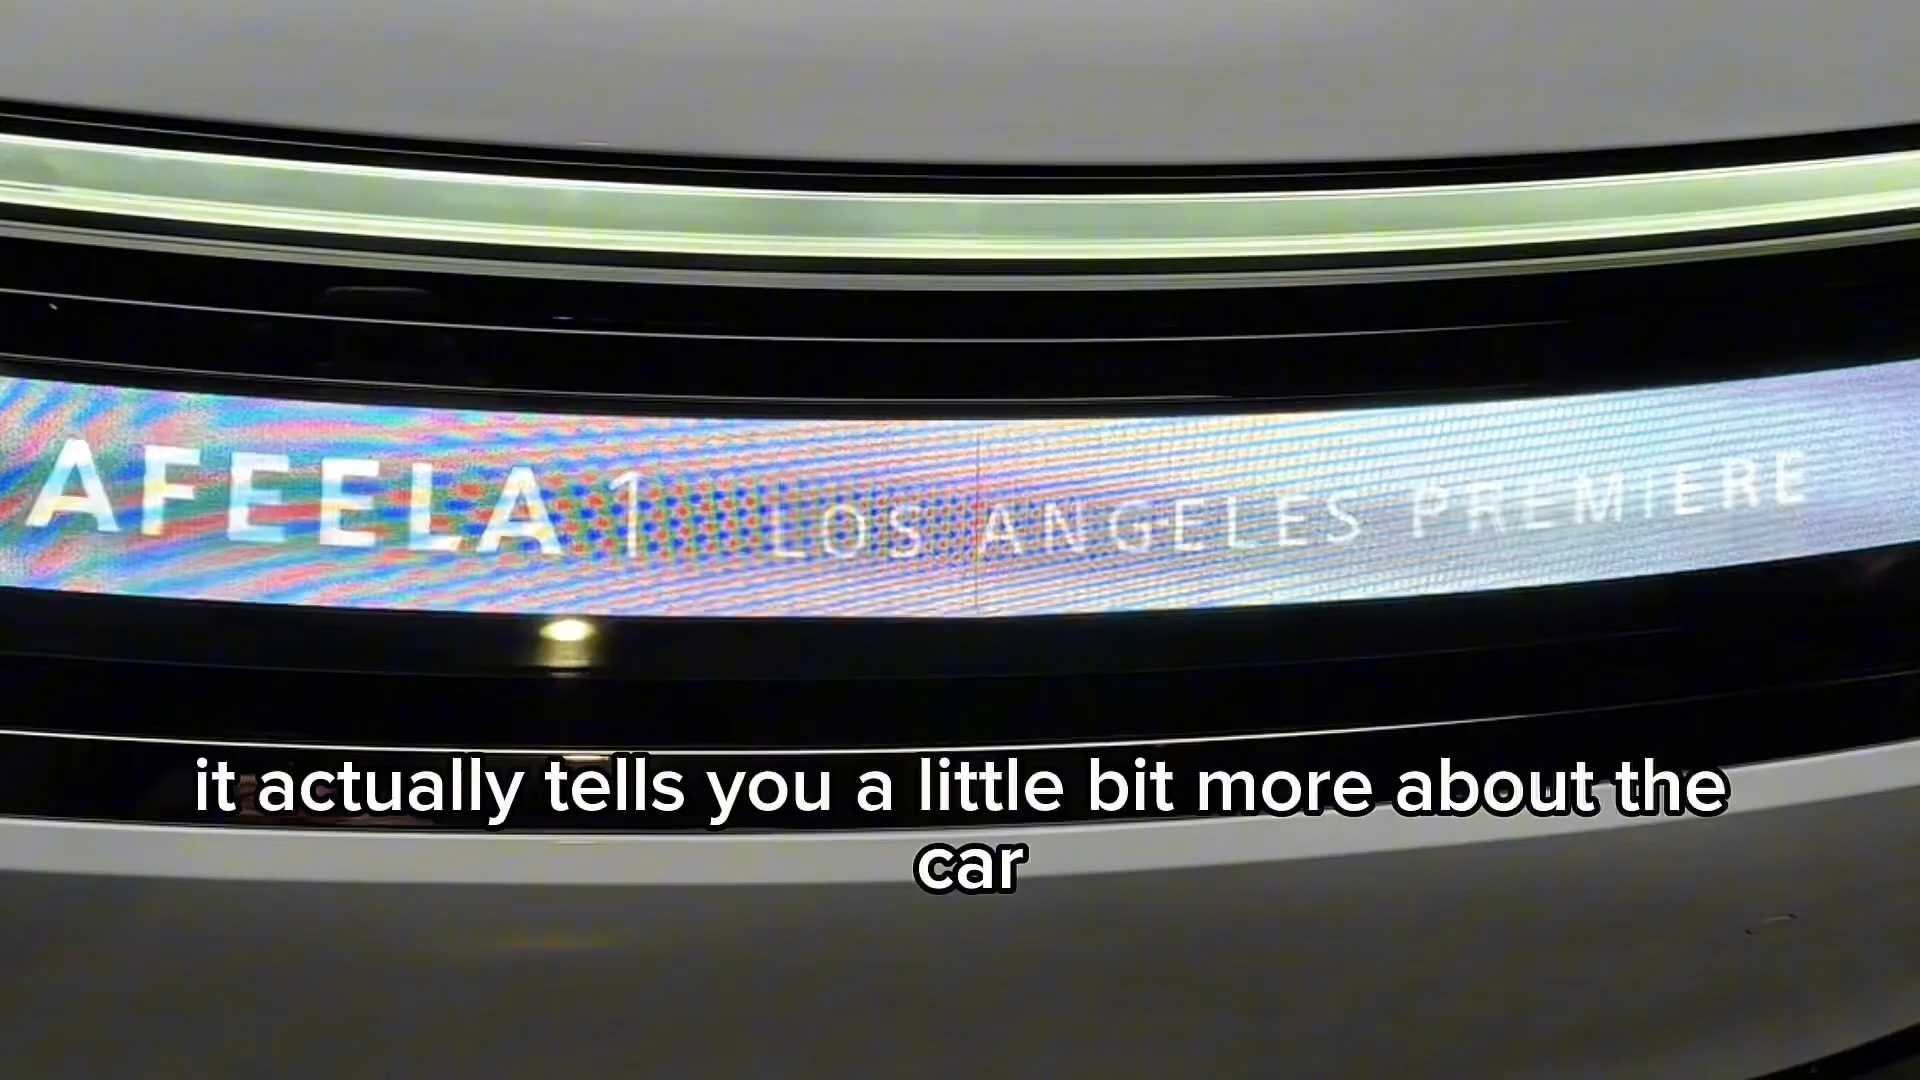 AFEELA 1 LOS ANGELES PREMIERE
it actually tells you a little bit more about the
car